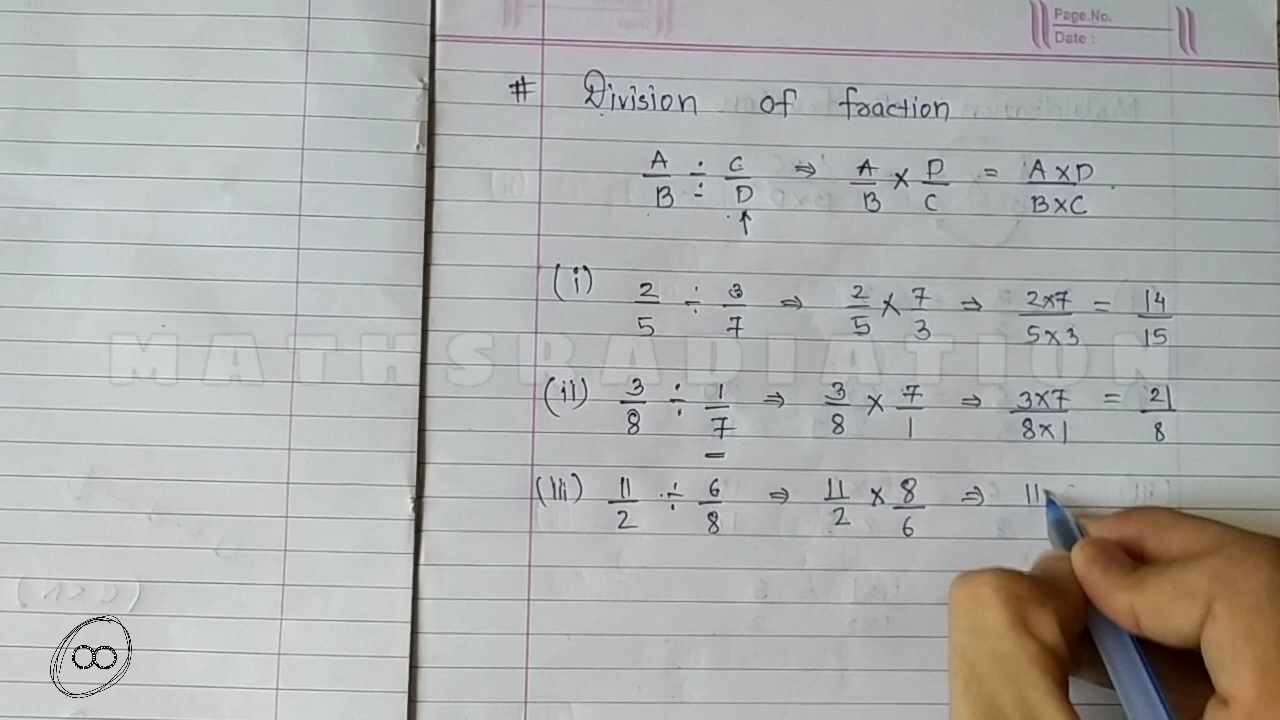 Page.No.
Date :
# Division of fraction
A/B ÷ C/D ⇒ A/B × D/C = A×D/B×C
(i) 2/5 ÷ 3/7 ⇒ 2/5 × 7/3 ⇒ 2×7/5×3 = 14/15
MATHSRADIATION
(ii) 3/8 ÷ 1/7 ⇒ 3/8 × 7/1 ⇒ 3×7/8×1 = 21/8
(iii) 11/2 ÷ 6/8 ⇒ 11/2 × 8/6 ⇒ 11